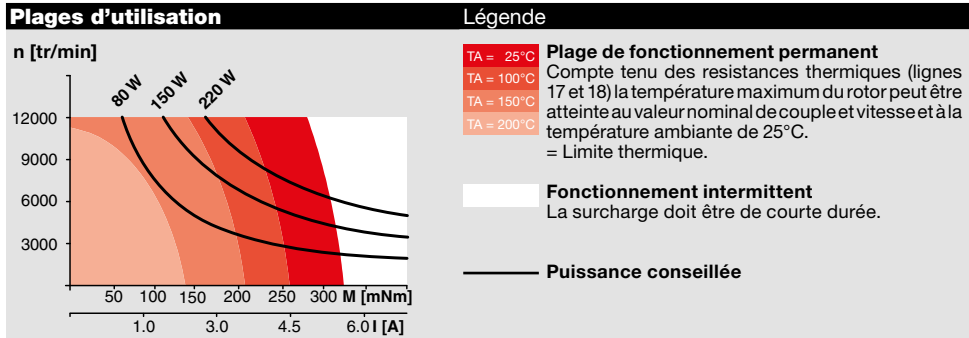 Plages d’utilisation
Légende
n [tr/min]
80 W
150 W
220 W
12000
9000
6000
3000
50 100 150 200 250 300 M [mNm]
1.0 3.0 4.5 6.0 I [A]
TA = 25°C
TA = 100°C
TA = 150°C
TA = 200°C
Plage de fonctionnement permanent
Compte tenu des resistances thermiques (lignes
17 et 18) la température maximum du rotor peut être
atteinte au valeur nominal de couple et vitesse et à la
température ambiante de 25°C.
= Limite thermique.
Fonctionnement intermittent
La surcharge doit être de courte durée.
Puissance conseillée